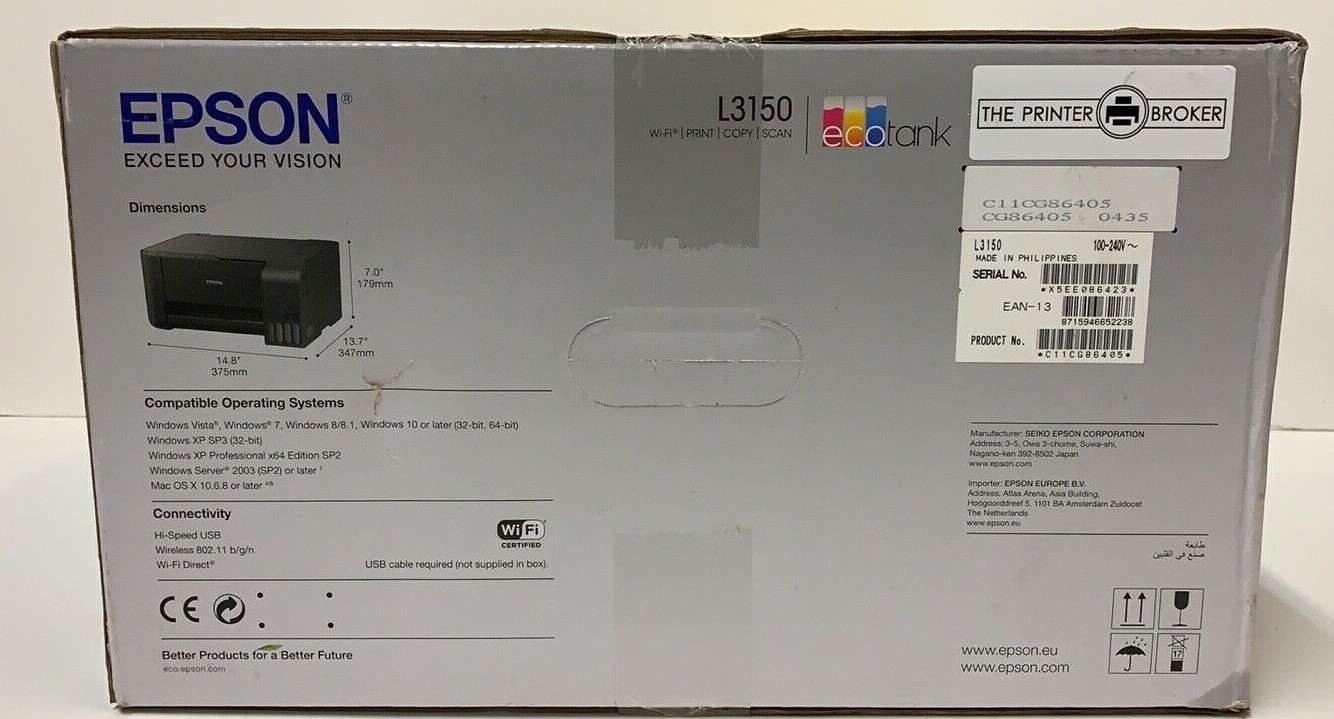 EPSON®
EXCEED YOUR VISION
L3150
Wi-Fi® | PRINT | COPY | SCAN
ecotank
THE PRINTER BROKER
C11CG86405
CG86405 0435
L3150 100-240V~
MADE IN PHILIPPINES
SERIAL No.
*X5EE086423*
EAN-13
8715946652238
PRODUCT No.
*C11CG86405*
Dimensions
EPSON
7.0"
179mm
13.7"
347mm
14.8"
375mm
Compatible Operating Systems
Windows Vista®, Windows® 7, Windows 8/8.1, Windows 10 or later (32-bit, 64-bit)
Windows XP SP3 (32-bit)
Windows XP Professional x64 Edition SP2
Windows Server® 2003 (SP2) or later 7
Mac OS X 10.6.8 or later
Connectivity
Hi-Speed USB
Wireless 802.11 b/g/n
Wi-Fi Direct®
Wi Fi
CERTIFIED
USB cable required (not supplied in box).
CE
Better Products for a Better Future
eco.epson.com
Manufacturer: SEIKO EPSON CORPORATION
Address: 3-5, Owa 3-chome, Suwa-shi,
Nagano-ken 392-8502 Japan
www.epson.com
Importer: EPSON EUROPE B.V.
Address: Atlas Arena, Asia Building,
Hoogoorddreef 5, 1101 BA Amsterdam Zuidoost
The Netherlands
www.epson.eu
طابعة
صنع في الفلبين
www.epson.eu
www.epson.com
17